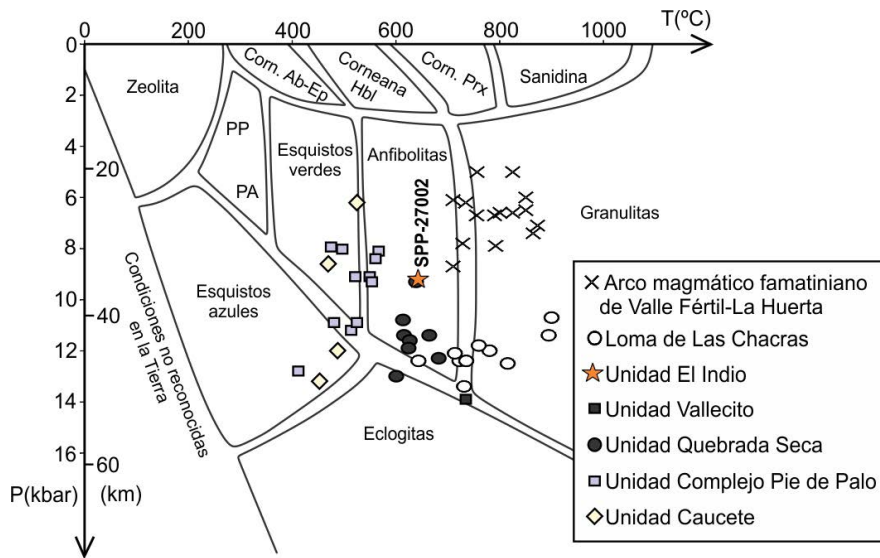 T(ºC)
0 200 400 600 800 1000
0
2
4
6
8
10
12
14
16
P(kbar)
20
40
60
(km)
Zeolita
Corn. Ab-Ep
Corneana
Hbl
Corn. Prx
Sanidina
PP
PA
Esquistos
verdes
Anfibolitas
SPP-27002
Granulitas
Esquistos
azules
Condiciones no reconocidas
en la Tierra
Eclogitas
Arco magmático famatiniano
de Valle Fértil-La Huerta
Loma de Las Chacras
Unidad El Indio
Unidad Vallecito
Unidad Quebrada Seca
Unidad Complejo Pie de Palo
Unidad Caucete